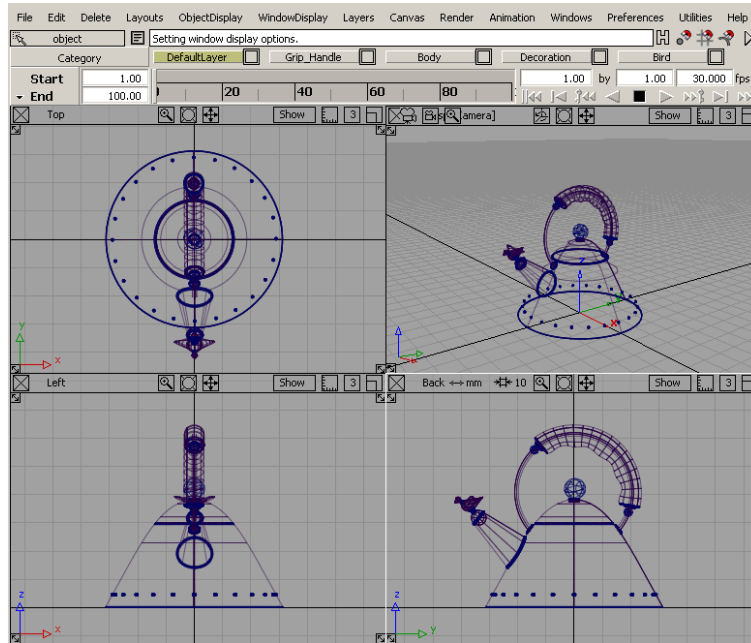 File Edit Delete Layouts ObjectDisplay WindowDisplay Layers Canvas Render Animation Windows Preferences Utilities Help
object Setting window display options.
Category DefaultLayer Grip_Handle Body Decoration Bird
Start 1.00
End 100.00
20 40 60 80
1.00 by 1.00 30.000 fps
Top Show 3
amera] Show 3
y x
z y x
Left Show 3
Back mm 10 Show 3
z x
z y